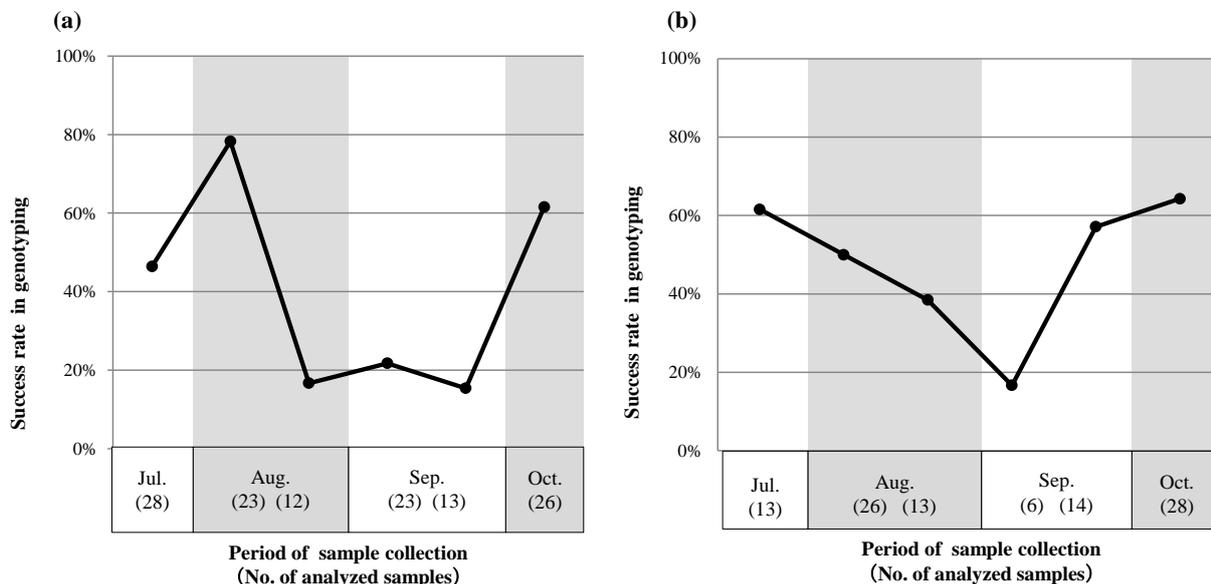 (a)
100%
80%
60%
40%
20%
0%
Success rate in genotyping
Jul.
(28)
Aug.
(23) (12)
Sep.
(23) (13)
Oct.
(26)
Period of sample collection
(No. of analyzed samples)
(b)
100%
80%
60%
40%
20%
0%
Success rate in genotyping
Jul.
(13)
Aug.
(26) (13)
Sep.
(6) (14)
Oct.
(28)
Period of sample collection
(No. of analyzed samples)